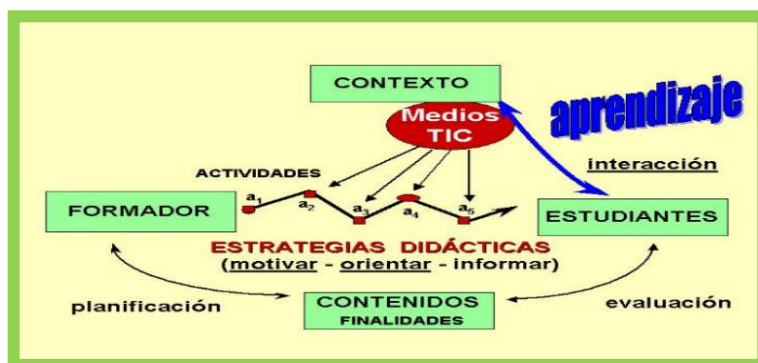 CONTEXTO
aprendizaje
Medios
TIC
interacción
ACTIVIDADES
a1
a2
a3
a4
a5
FORMADOR
ESTUDIANTES
ESTRATEGIAS DIDÁCTICAS
(motivar - orientar - informar)
planificación
CONTENIDOS
FINALIDADES
evaluación